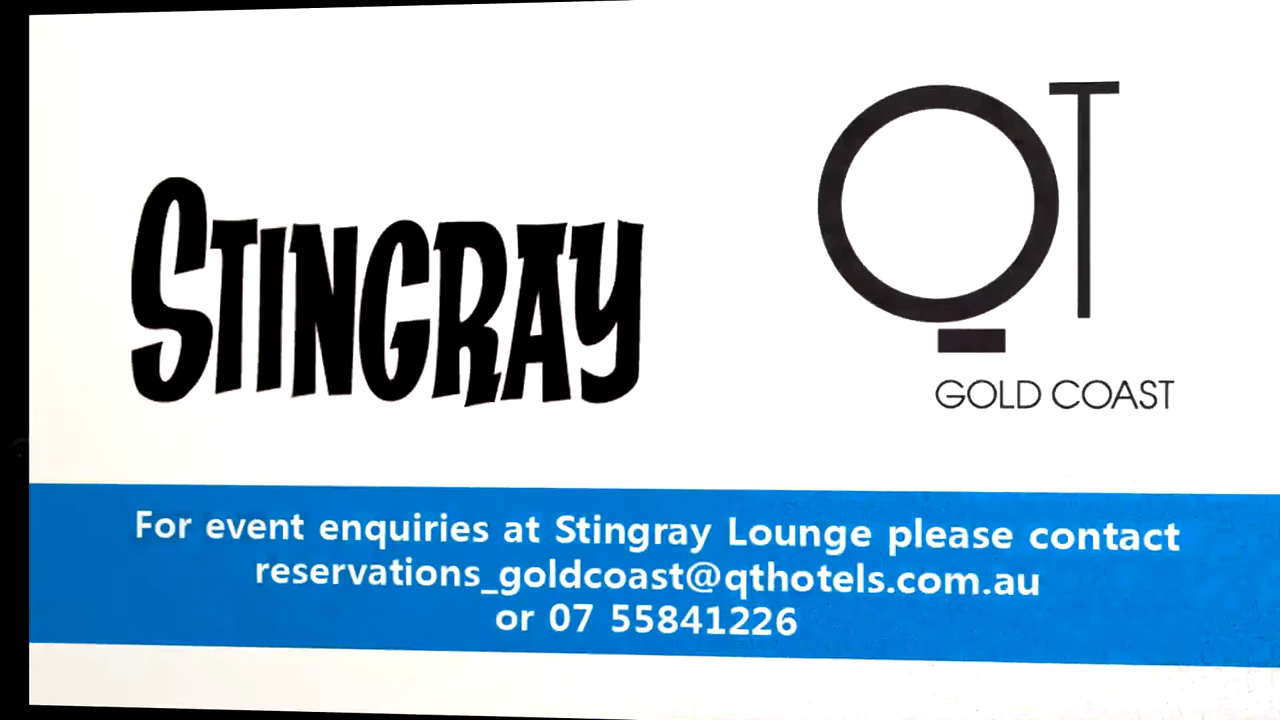 STINGRAY
QT
GOLD COAST
For event enquiries at Stingray Lounge please contact
reservations_goldcoast@qthotels.com.au
or 07 55841226